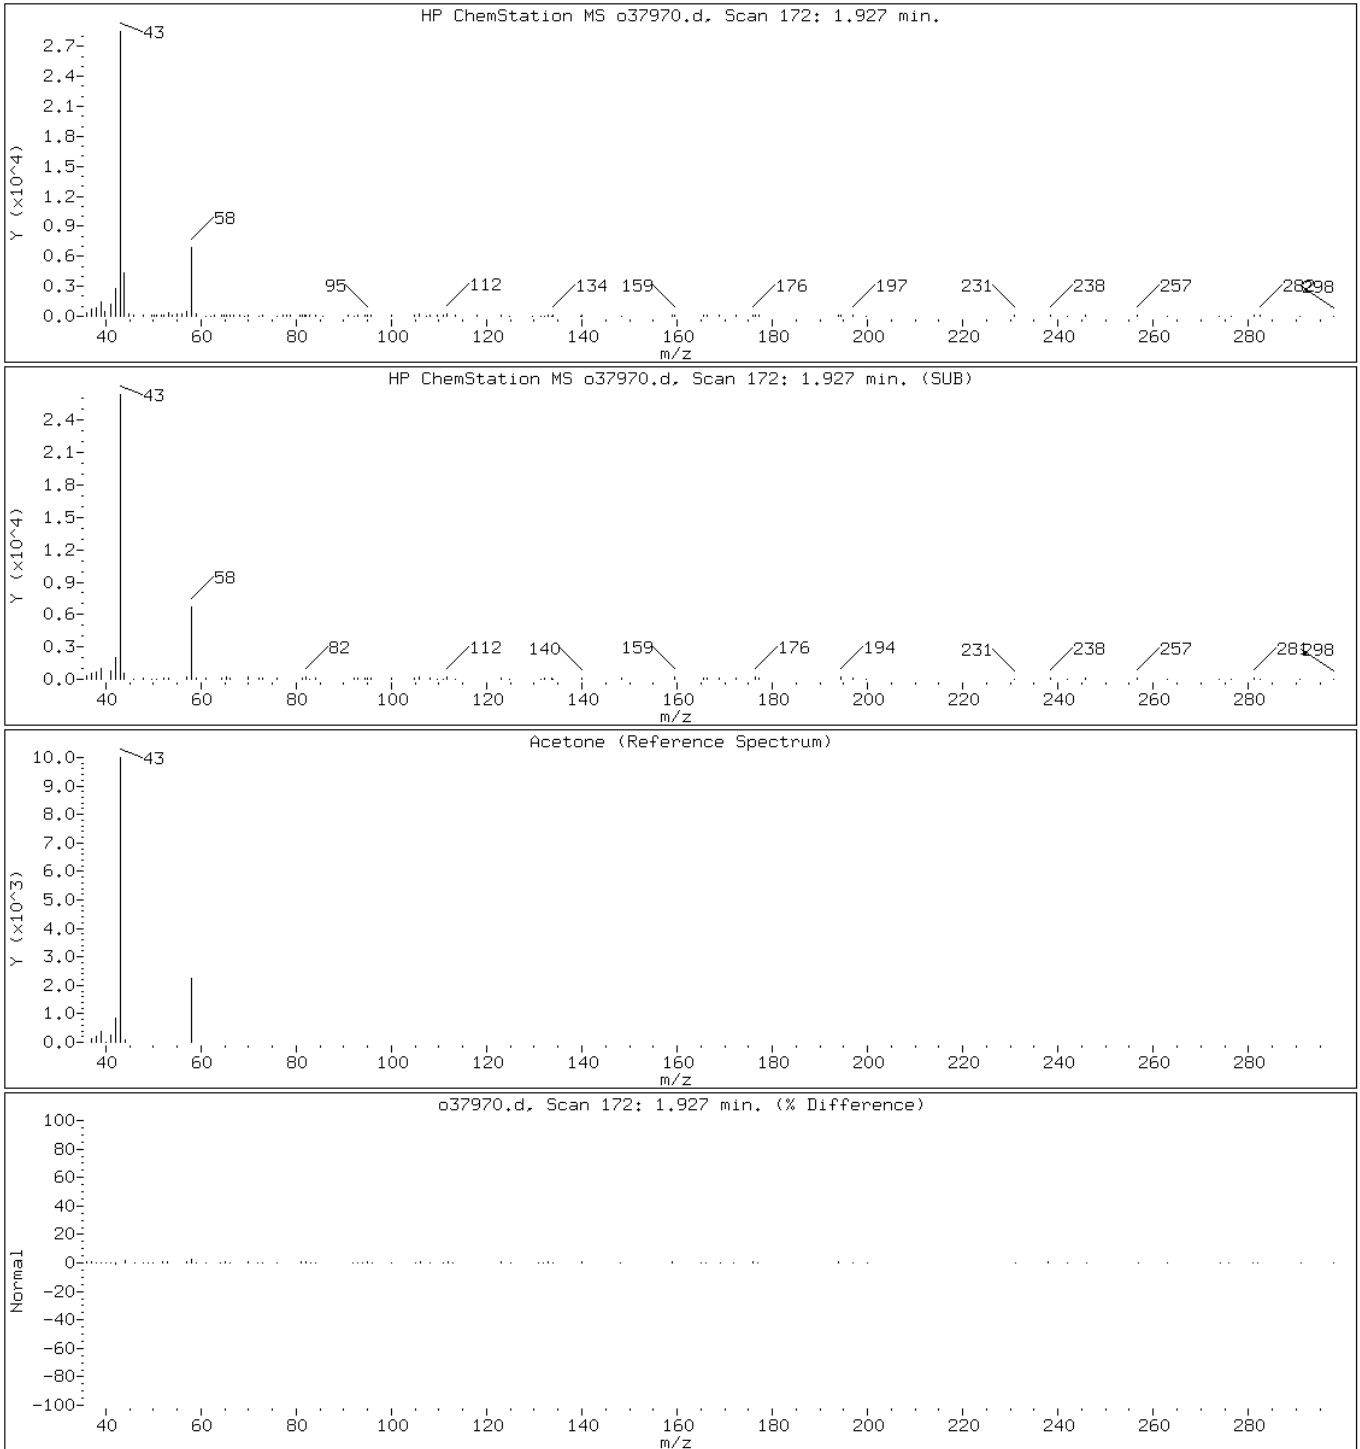 HP ChemStation MS o37970.d, Scan 172: 1.927 min.
Y (x10^4)
2.7-
2.4-
2.1-
1.8-
1.5-
1.2-
0.9-
0.6-
0.3-
0.0-
43
58
95 112 134 159 176 197 231 238 257 282 298
40 60 80 100 120 140 160 180 200 220 240 260 280
m/z
HP ChemStation MS o37970.d, Scan 172: 1.927 min. (SUB)
Y (x10^4)
2.4-
2.1-
1.8-
1.5-
1.2-
0.9-
0.6-
0.3-
0.0-
43
58
82 112 140 159 176 194 231 238 257 281 298
40 60 80 100 120 140 160 180 200 220 240 260 280
m/z
Acetone (Reference Spectrum)
Y (x10^3)
10.0-
9.0-
8.0-
7.0-
6.0-
5.0-
4.0-
3.0-
2.0-
1.0-
0.0-
43
40 60 80 100 120 140 160 180 200 220 240 260 280
m/z
o37970.d, Scan 172: 1.927 min. (% Difference)
Normal
100-
80-
60-
40-
20-
0-
-20-
-40-
-60-
-80-
-100-
40 60 80 100 120 140 160 180 200 220 240 260 280
m/z